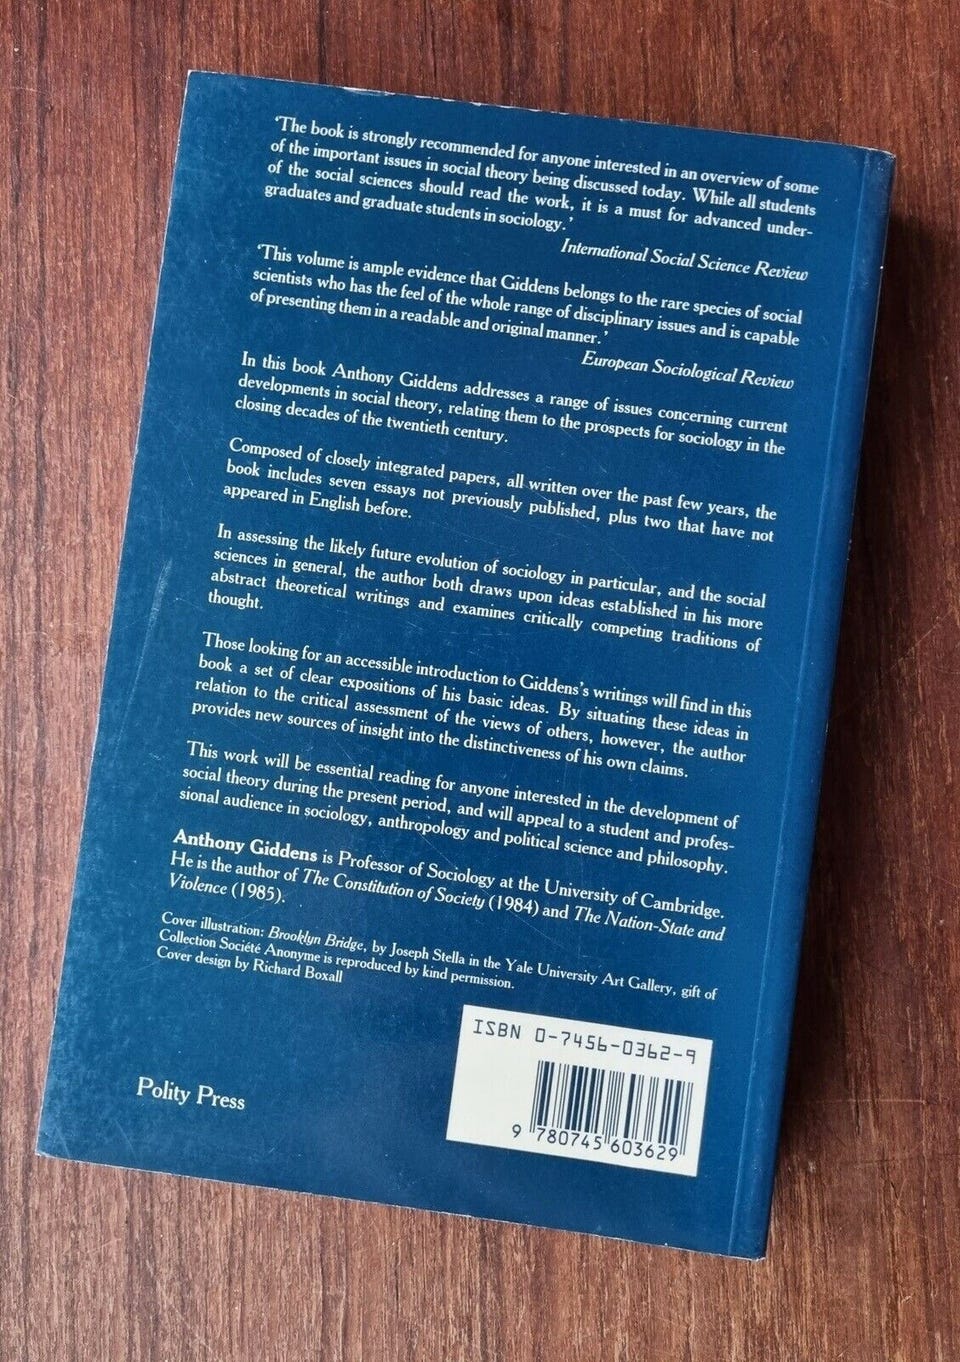 ‘The book is strongly recommended for anyone interested in an overview of some
of the important issues in social theory being discussed today. While all students
of the social sciences should read the work, it is a must for advanced under-
graduates and graduate students in sociology.’
International Social Science Review
‘This volume is ample evidence that Giddens belongs to the rare species of social
scientists who has the feel of the whole range of disciplinary issues and is capable
of presenting them in a readable and original manner.’
European Sociological Review
In this book Anthony Giddens addresses a range of issues concerning current
developments in social theory, relating them to the prospects for sociology in the
closing decades of the twentieth century.
Composed of closely integrated papers, all written over the past few years, the
book includes seven essays not previously published, plus two that have not
appeared in English before.
In assessing the likely future evolution of sociology in particular, and the social
sciences in general, the author both draws upon ideas established in his more
abstract theoretical writings and examines critically competing traditions of
thought.
Those looking for an accessible introduction to Giddens’s writings will find in this
book a set of clear expositions of his basic ideas. By situating these ideas in
relation to the critical assessment of the views of others, however, the author
provides new sources of insight into the distinctiveness of his own claims.
This work will be essential reading for anyone interested in the development of
social theory during the present period, and will appeal to a student and profes-
sional audience in sociology, anthropology and political science and philosophy.
Anthony Giddens is Professor of Sociology at the University of Cambridge.
He is the author of The Constitution of Society (1984) and The Nation-State and
Violence (1985).
Cover illustration: Brooklyn Bridge, by Joseph Stella in the Yale University Art Gallery, gift of
Collection Société Anonyme is reproduced by kind permission.
Cover design by Richard Boxall
ISBN 0-7456-0362-9
9 780745 603629
Polity Press